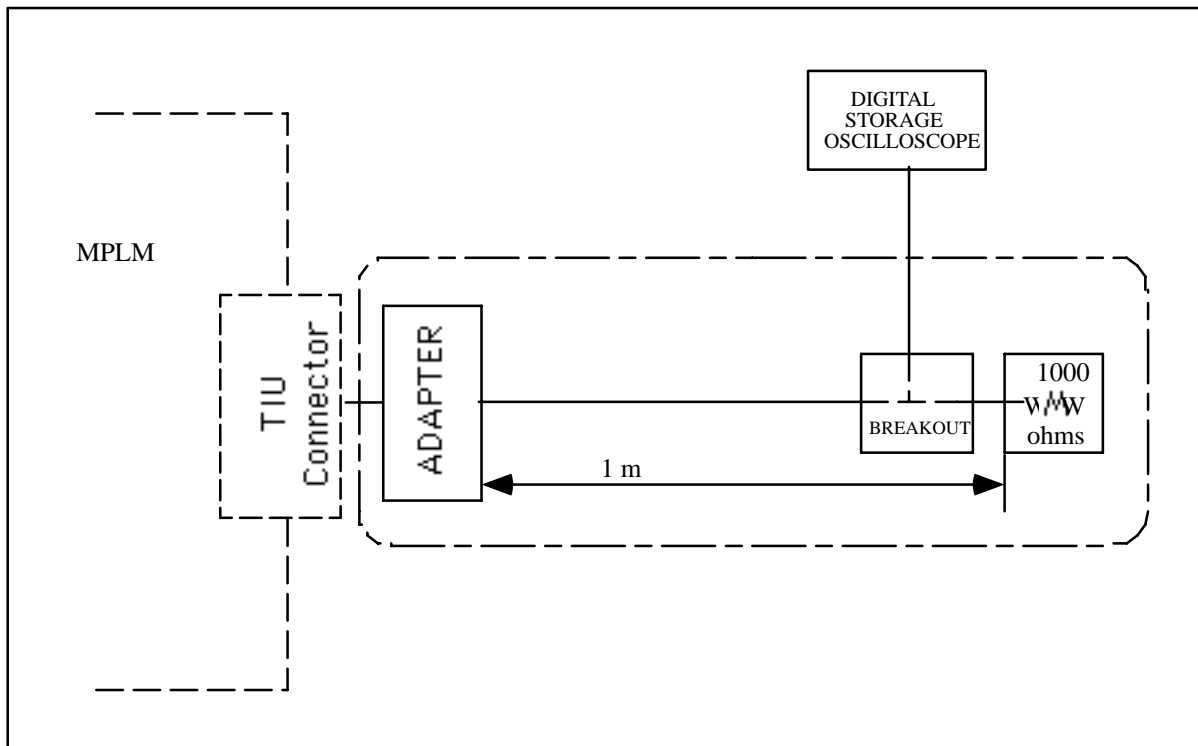 DIGITAL
STORAGE
OSCILLOSCOPE
MPLM
TIU
Connector
ADAPTER
BREAKOUT
1000
W W
ohms
1 m